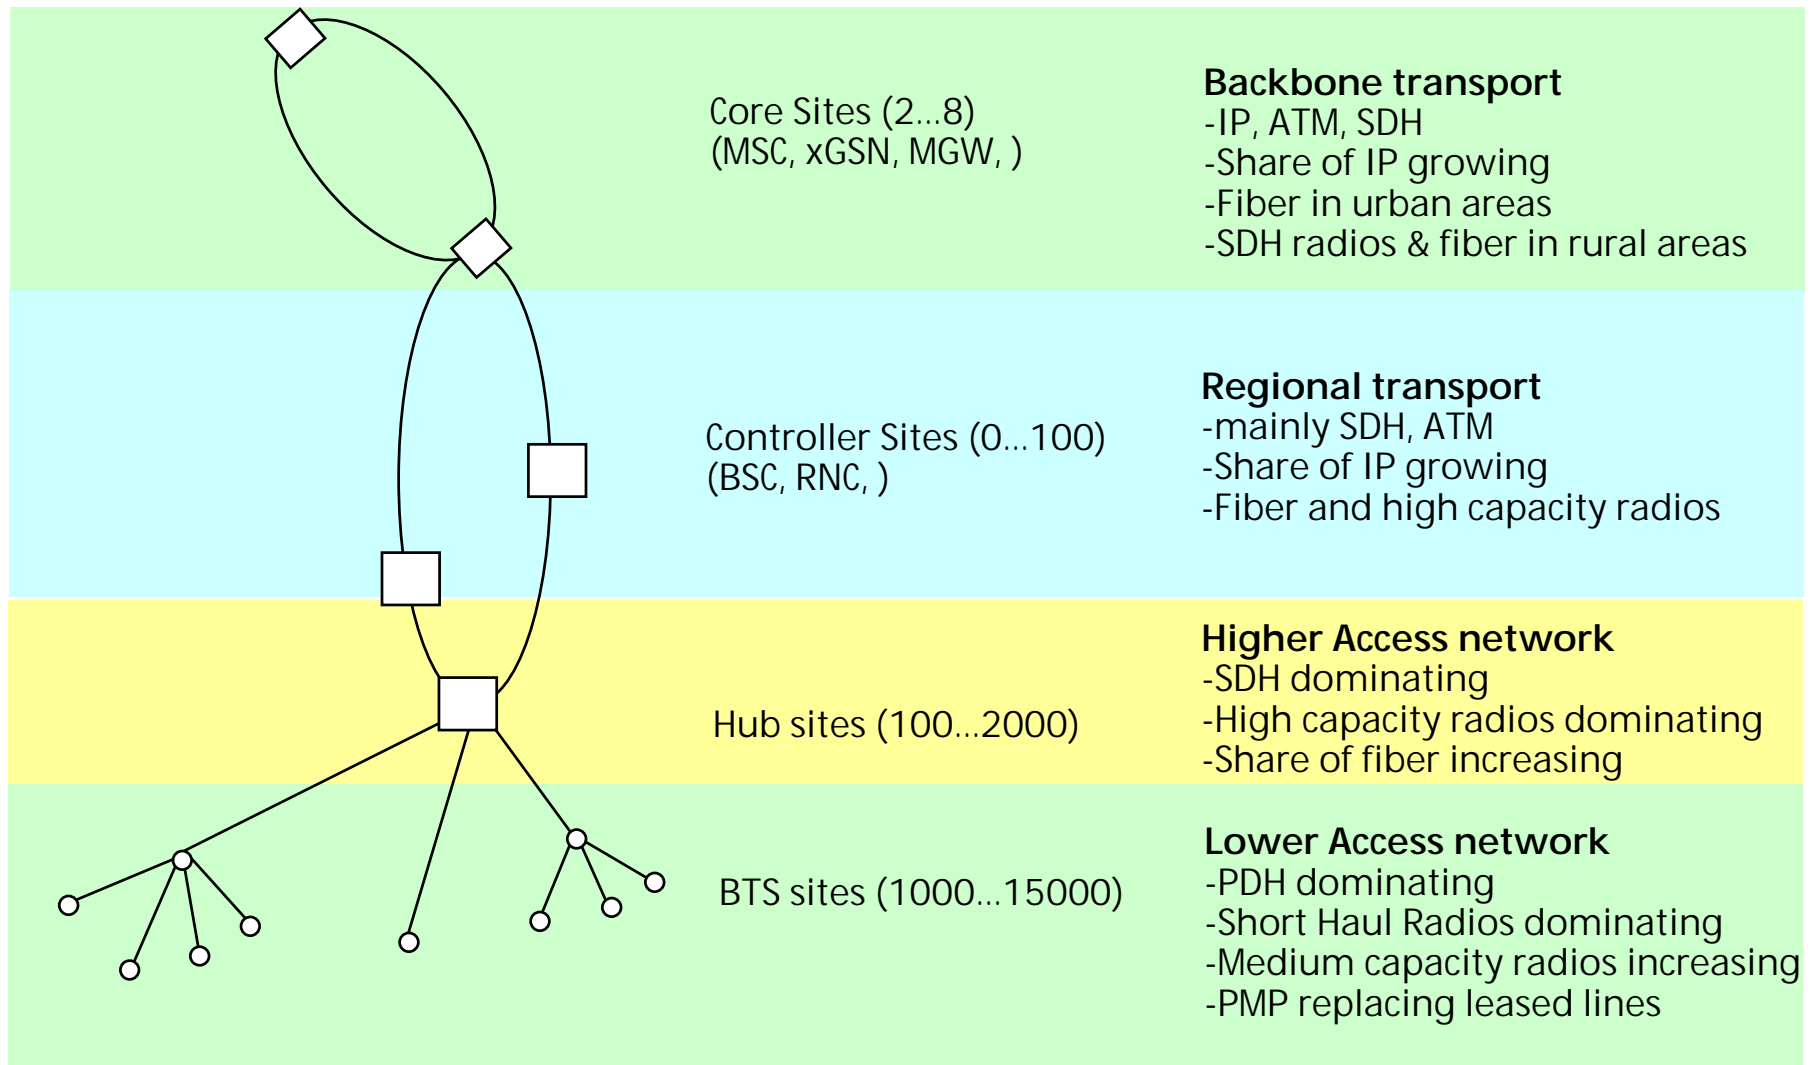 Core Sites (2...8)
(MSC, xGSN, MGW, )
Backbone transport
-IP, ATM, SDH
-Share of IP growing
-Fiber in urban areas
-SDH radios & fiber in rural areas
Controller Sites (0...100)
(BSC, RNC, )
Regional transport
-mainly SDH, ATM
-Share of IP growing
-Fiber and high capacity radios
Hub sites (100...2000)
Higher Access network
-SDH dominating
-High capacity radios dominating
-Share of fiber increasing
BTS sites (1000...15000)
Lower Access network
-PDH dominating
-Short Haul Radios dominating
-Medium capacity radios increasing
-PMP replacing leased lines